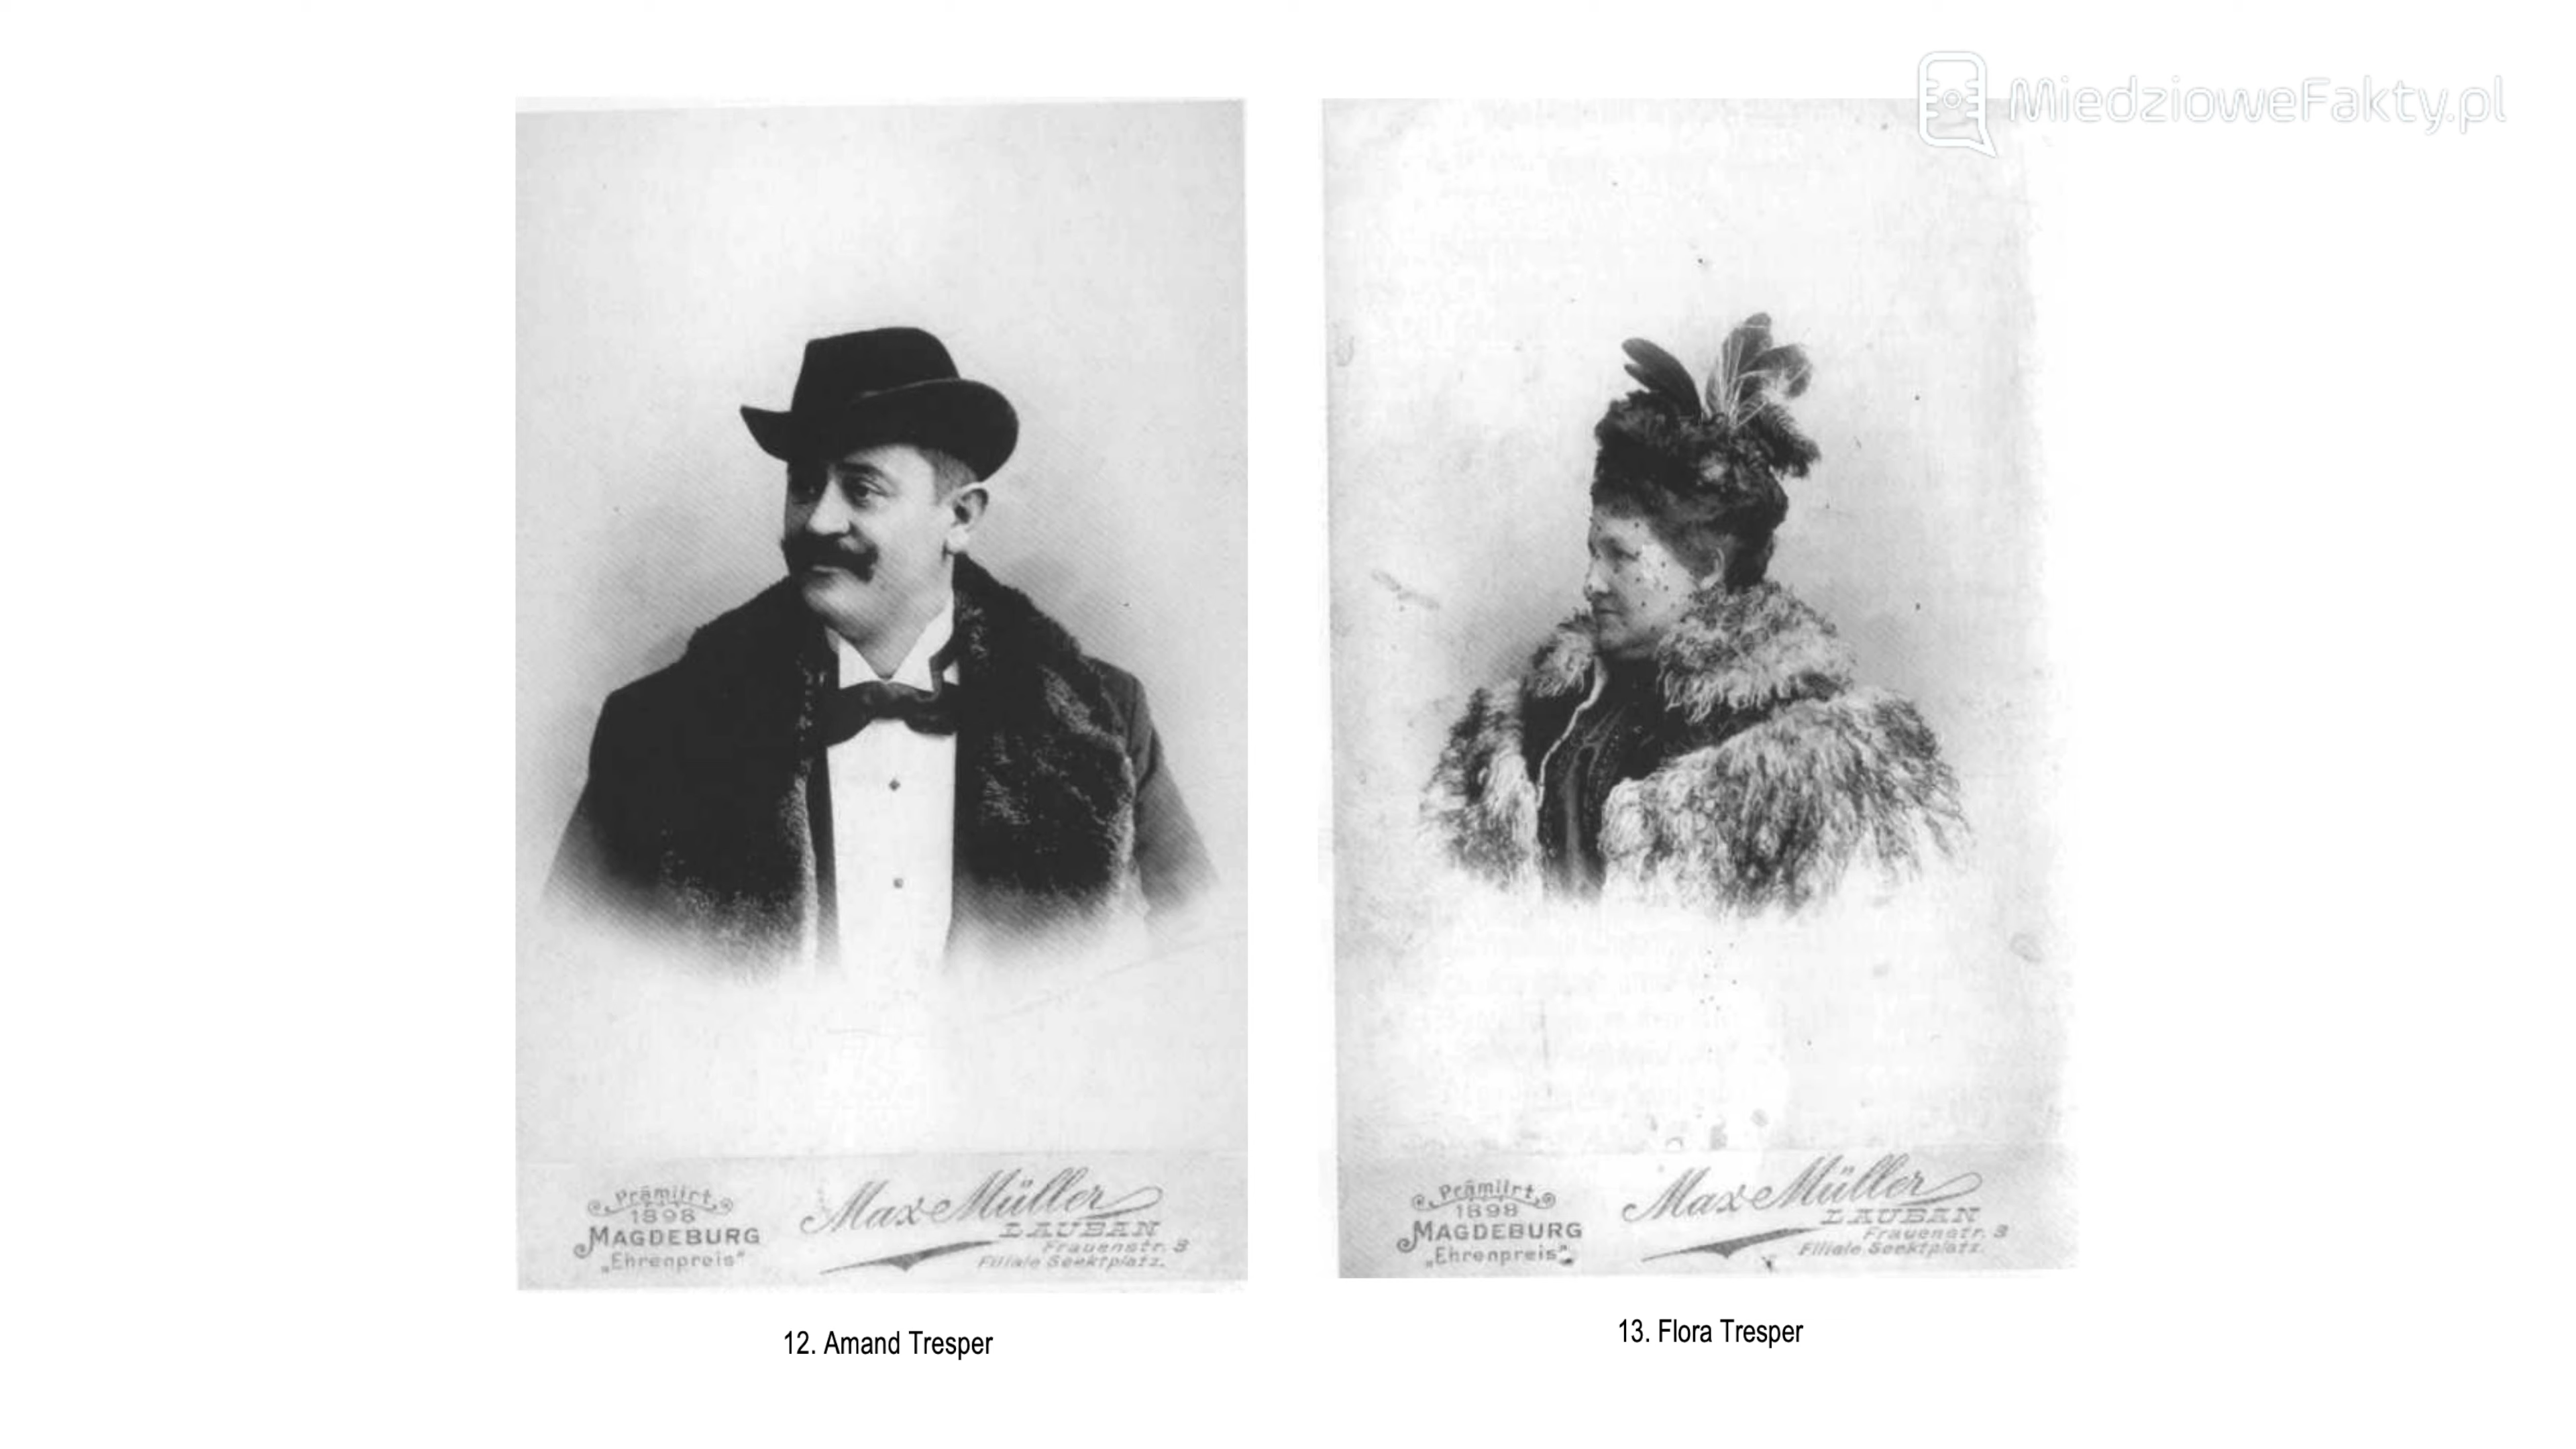 MiedzioweFakty.pl
Prämiirt
1898
MAGDEBURG
„Ehrenpreis"
Max Müller
LAUBAN
Frauenstr. 3
Filiale Seektplatz.
12. Amand Tresper
Prämiirt
1898
MAGDEBURG
„Ehrenpreis"
Max Müller
LAUBAN
Frauenstr. 3
Filiale Seektplatz.
13. Flora Tresper